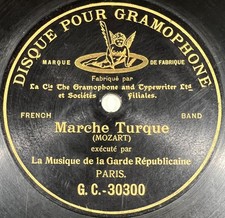 DISQUE POUR GRAMOPHONE
MARQUE DE FABRIQUE
Fabriqué par
La Cie The Gramophone and Typewriter Ltd
et Sociétés Filiales.
FRENCH BAND
Marche Turque
(MOZART)
exécuté par
La Musique de la Garde Républicaine
PARIS.
G.C.-30300